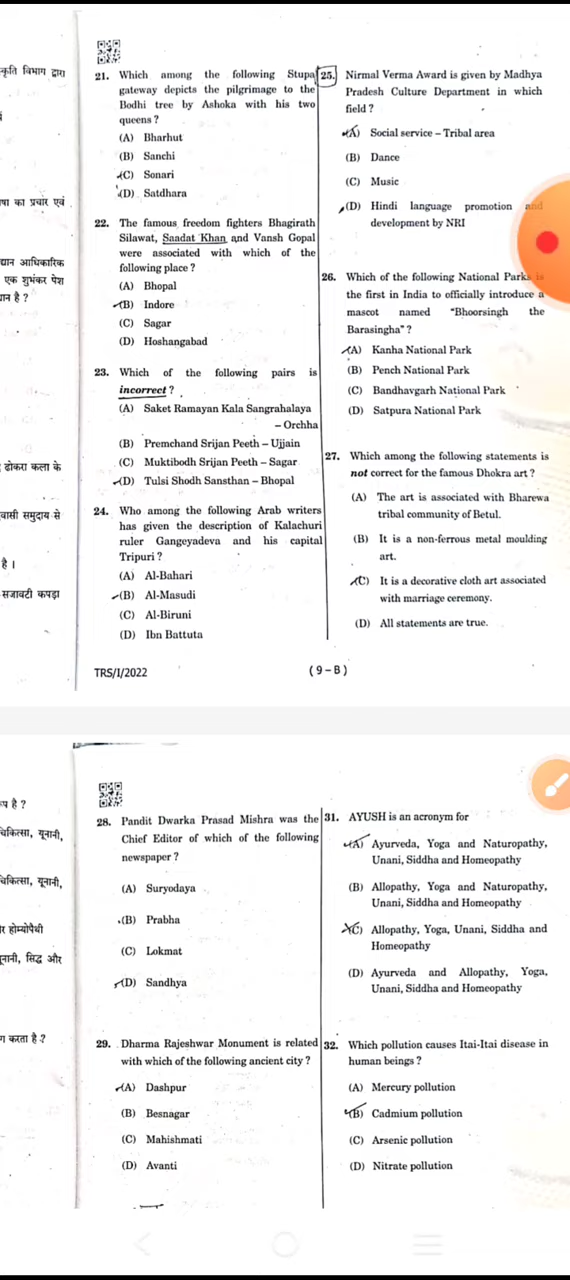 21. Which among the following Stupa
gateway depicts the pilgrimage to the
Bodhi tree by Ashoka with his two
queens ?
(A) Bharhut
(B) Sanchi
(C) Sonari
(D) Satdhara
22. The famous freedom fighters Bhagirath
Silawat, Saadat Khan and Vansh Gopal
were associated with which of the
following place ?
(A) Bhopal
(B) Indore
(C) Sagar
(D) Hoshangabad
23. Which of the following pairs is
incorrect ?
(A) Saket Ramayan Kala Sangrahalaya
– Orchha
(B) Premchand Srijan Peeth – Ujjain
(C) Muktibodh Srijan Peeth – Sagar
(D) Tulsi Shodh Sansthan – Bhopal
24. Who among the following Arab writers
has given the description of Kalachuri
ruler Gangeyadeva and his capital
Tripuri ?
(A) Al-Bahari
(B) Al-Masudi
(C) Al-Biruni
(D) Ibn Battuta
25. Nirmal Verma Award is given by Madhya
Pradesh Culture Department in which
field ?
(A) Social service – Tribal area
(B) Dance
(C) Music
(D) Hindi language promotion and
development by NRI
26. Which of the following National Parks is
the first in India to officially introduce a
mascot named "Bhoorsingh the
Barasingha" ?
(A) Kanha National Park
(B) Pench National Park
(C) Bandhavgarh National Park
(D) Satpura National Park
27. Which among the following statements is
not correct for the famous Dhokra art ?
(A) The art is associated with Bharewa
tribal community of Betul.
(B) It is a non-ferrous metal moulding
art.
(C) It is a decorative cloth art associated
with marriage ceremony.
(D) All statements are true.
TRS/I/2022
( 9 – B )
कृति विभाग द्वारा
षा का प्रचार एवं
द्यान आधिकारिक
एक शुभंकर पेश
ान है ?
ढोकरा कला के
वासी समुदाय से
है ।
सजावटी कपड़ा
28. Pandit Dwarka Prasad Mishra was the
Chief Editor of which of the following
newspaper ?
(A) Suryodaya
(B) Prabha
(C) Lokmat
(D) Sandhya
29. Dharma Rajeshwar Monument is related
with which of the following ancient city ?
(A) Dashpur
(B) Besnagar
(C) Mahishmati
(D) Avanti
31. AYUSH is an acronym for
(A) Ayurveda, Yoga and Naturopathy,
Unani, Siddha and Homeopathy
(B) Allopathy, Yoga and Naturopathy,
Unani, Siddha and Homeopathy
(C) Allopathy, Yoga, Unani, Siddha and
Homeopathy
(D) Ayurveda and Allopathy, Yoga,
Unani, Siddha and Homeopathy
32. Which pollution causes Itai-Itai disease in
human beings ?
(A) Mercury pollution
(B) Cadmium pollution
(C) Arsenic pollution
(D) Nitrate pollution
प है ?
चिकित्सा, यूनानी,
चिकित्सा, यूनानी,
र होम्योपैथी
नानी, सिद्ध और
ग करता है ?